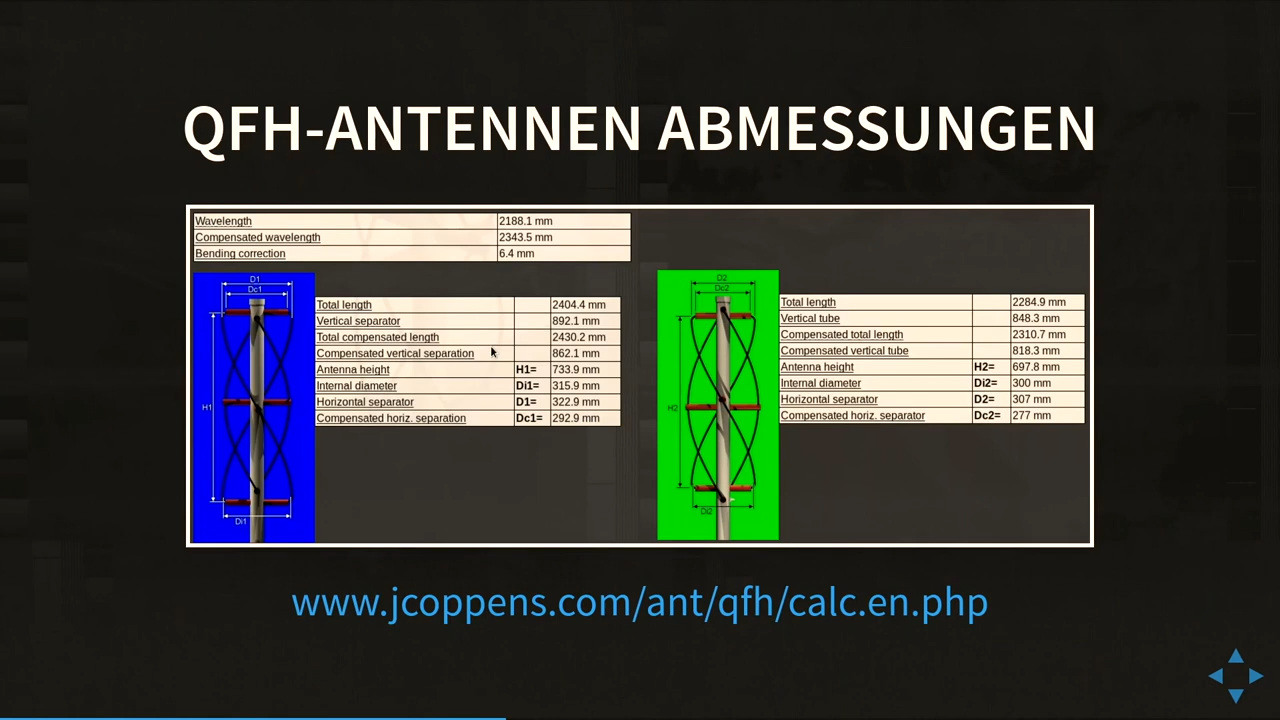 QFH-ANTENNEN ABMESSUNGEN
Wavelength 2188.1 mm
Compensated wavelength 2343.5 mm
Bending correction 6.4 mm
D1
Dc1
H1
Di1
Total length 2404.4 mm
Vertical separator 892.1 mm
Total compensated length 2430.2 mm
Compensated vertical separation 862.1 mm
Antenna height H1= 733.9 mm
Internal diameter Di1= 315.9 mm
Horizontal separator D1= 322.9 mm
Compensated horiz. separation Dc1= 292.9 mm
D2
Dc2
H2
Di2
Total length 2284.9 mm
Vertical tube 848.3 mm
Compensated total length 2310.7 mm
Compensated vertical tube 818.3 mm
Antenna height H2= 697.8 mm
Internal diameter Di2= 300 mm
Horizontal separator D2= 307 mm
Compensated horiz. separator Dc2= 277 mm
www.jcoppens.com/ant/qfh/calc.en.php